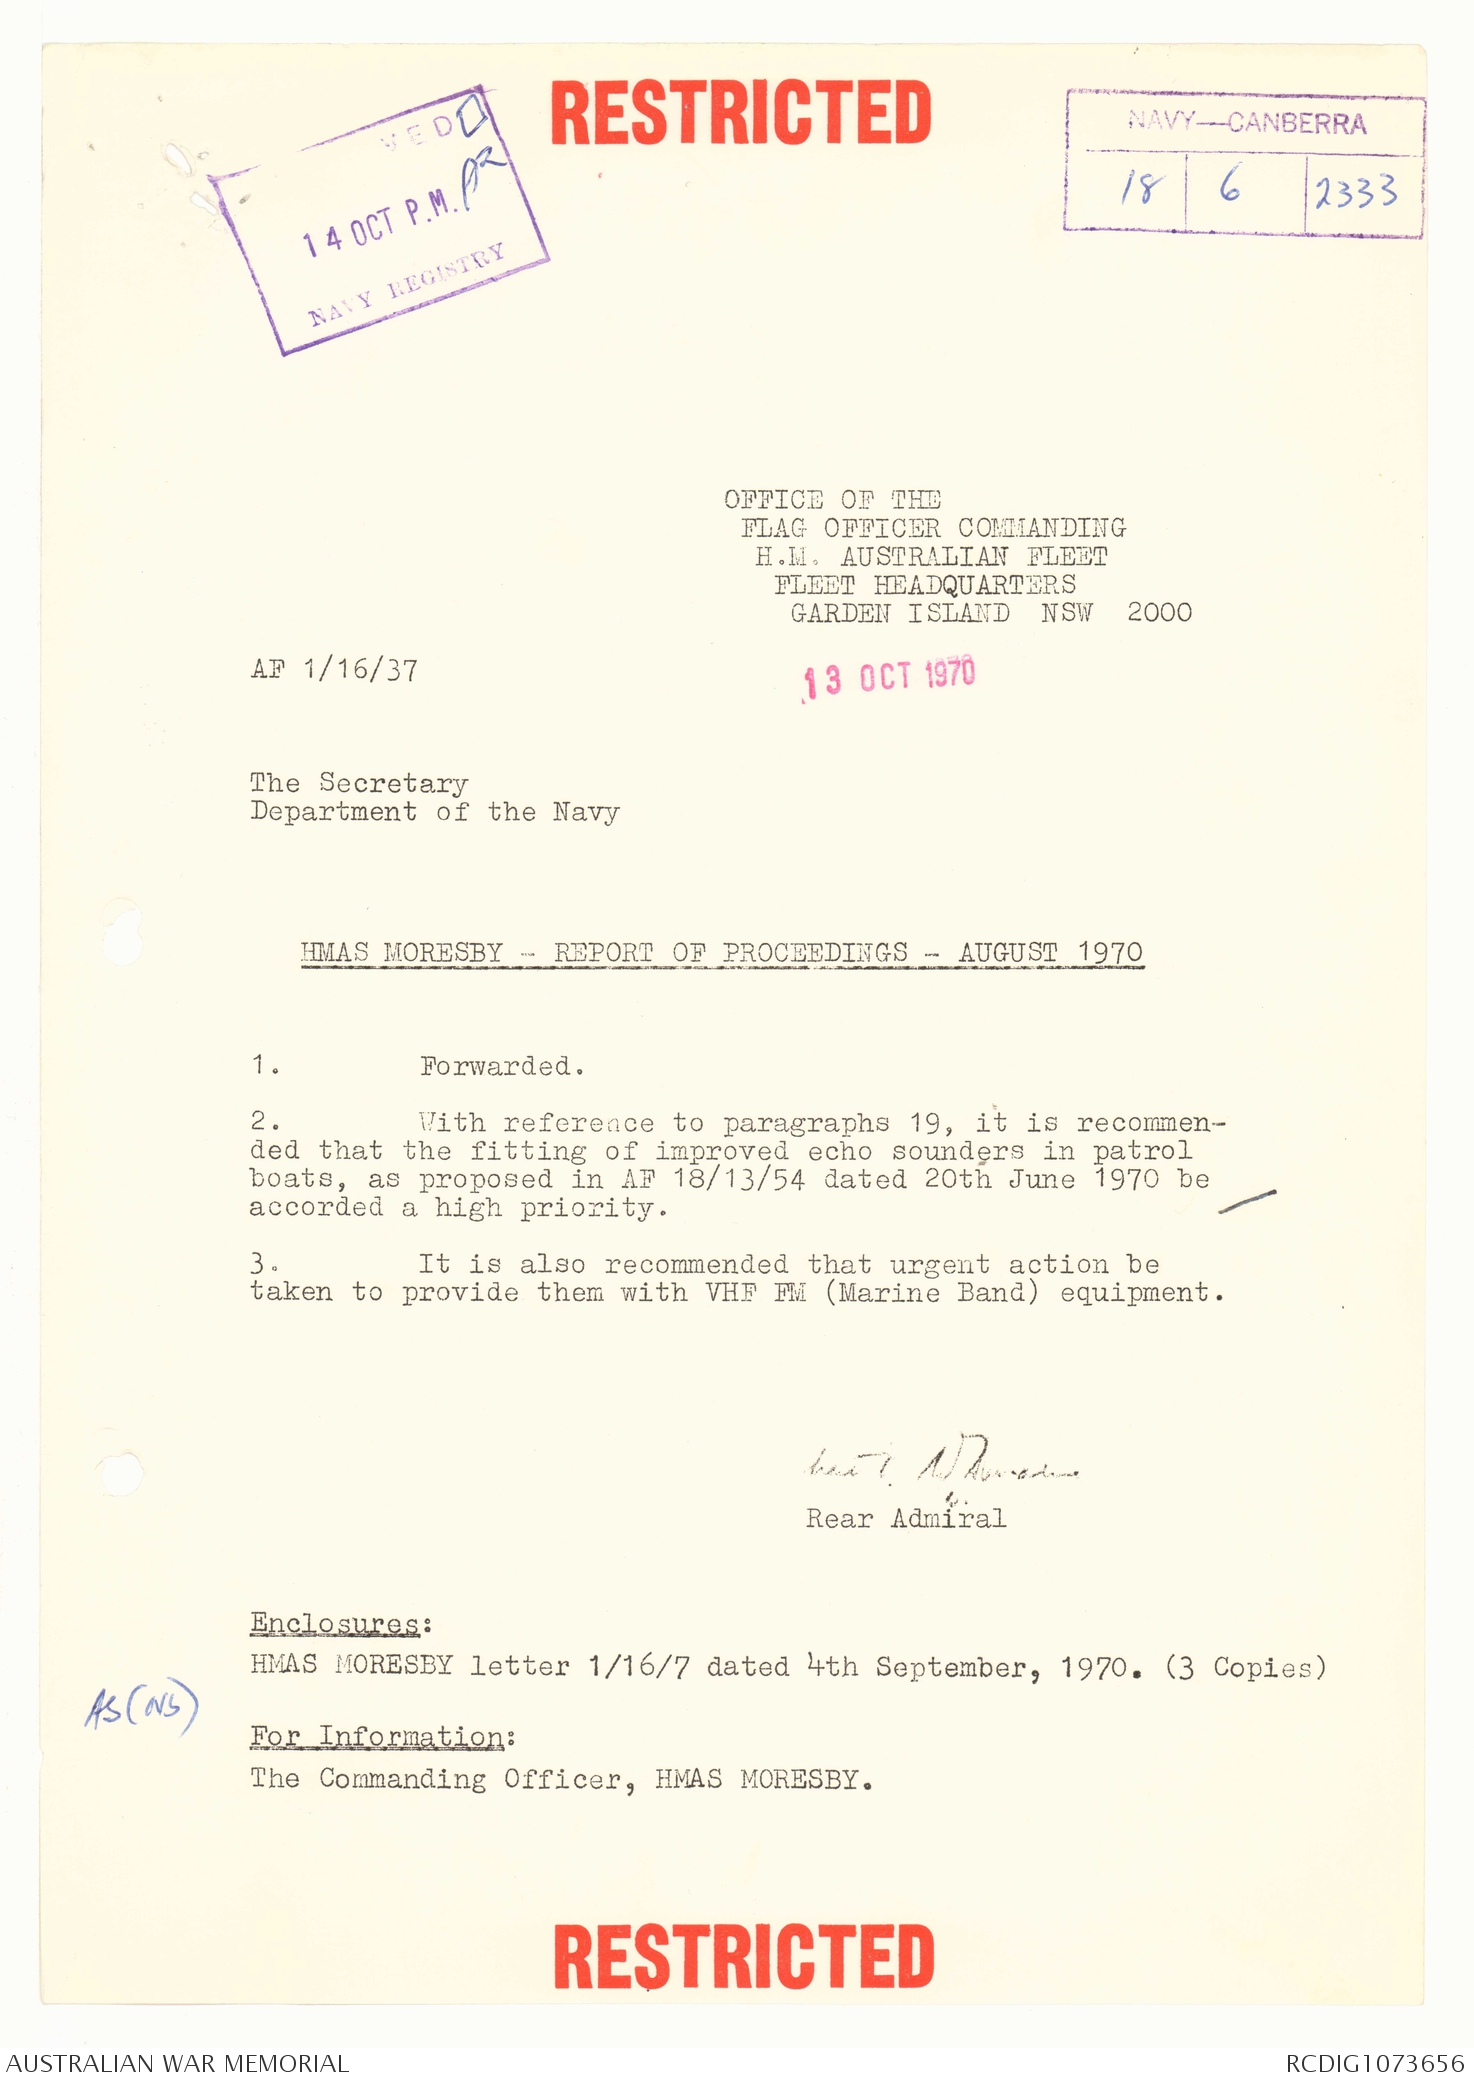 RESTRICTED
VED
14 OCT P.M.
NAVY REGISTRY
NAVY—CANBERRA
18 6 2333
OFFICE OF THE
FLAG OFFICER COMMANDING
H.M. AUSTRALIAN FLEET
FLEET HEADQUARTERS
GARDEN ISLAND NSW 2000
AF 1/16/37
13 OCT 1970
The Secretary
Department of the Navy
HMAS MORESBY - REPORT OF PROCEEDINGS - AUGUST 1970
1. Forwarded.
2. With reference to paragraphs 19, it is recommen-
ded that the fitting of improved echo sounders in patrol
boats, as proposed in AF 18/13/54 dated 20th June 1970 be
accorded a high priority.
3. It is also recommended that urgent action be
taken to provide them with VHF FM (Marine Band) equipment.
Rear Admiral
Enclosures:
HMAS MORESBY letter 1/16/7 dated 4th September, 1970. (3 Copies)
AS(NS)
For Information:
The Commanding Officer, HMAS MORESBY.
RESTRICTED
AUSTRALIAN WAR MEMORIAL
RCDIG1073656